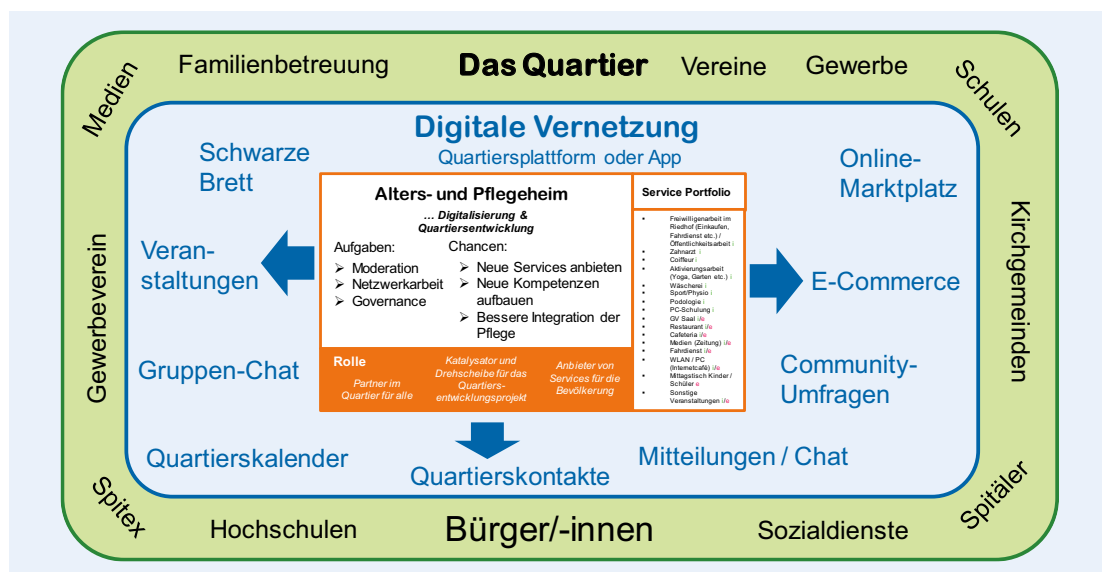 Das Quartier
Familienbetreuung
Vereine
Gewerbe
Medien
Schulen
Gewerbeverein
Kirchgemeinden
Spitex
Spitäler
Hochschulen
Bürger/-innen
Sozialdienste
Digitale Vernetzung
Quartiersplattform oder App
Schwarze
Brett
Online-
Marktplatz
Veran-
staltungen
E-Commerce
Gruppen-Chat
Community-
Umfragen
Quartierskalender
Quartierskontakte
Mitteilungen / Chat
Alters- und Pflegeheim
... Digitalisierung &
Quartiersentwicklung
Aufgaben:
➢ Moderation
➢ Netzwerkarbeit
➢ Governance
Chancen:
➢ Neue Services anbieten
➢ Neue Kompetenzen
aufbauen
➢ Bessere Integration der
Pflege
Rolle
Partner im
Quartier für alle
Katalysator und
Drehscheibe für das
Quartiers-
entwicklungsprojekt
Anbieter von
Services für die
Bevölkerung
Service Portfolio
• Freiwilligenarbeit im
Riedhof (Einkaufen,
Fahrdienst etc.) /
Öffentlichkeitsarbeit i
• Zahnarzt i
• Coiffeur i
• Aktivierungsarbeit
(Yoga, Garten etc.) i
• Wäscherei i
• Sport/Physio i
• Podologie i
• PC-Schulung i
• GV Saal i/e
• Restaurant i/e
• Cafeteria i/e
• Medien (Zeitung) i/e
• Fahrdienst i/e
• WLAN / PC
(Internetcafé) i/e
• Mittagstisch Kinder /
Schüler e
• Sonstige
Veranstaltungen i/e